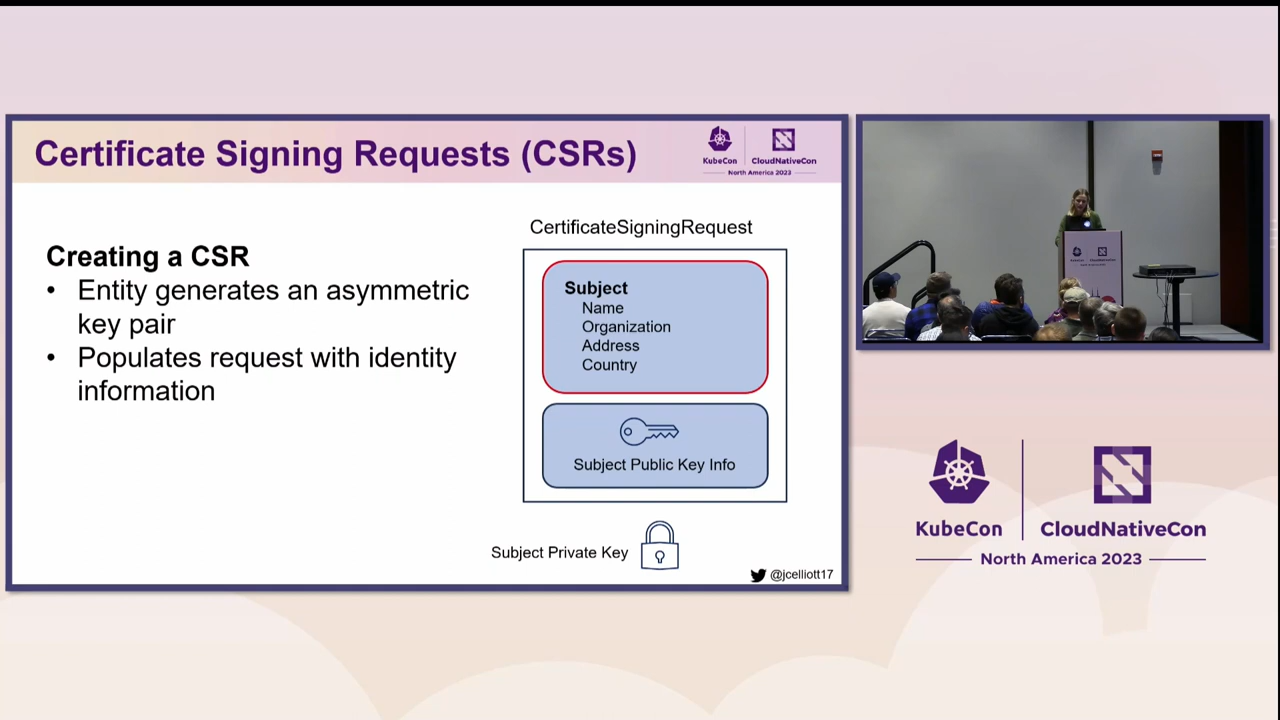 Certificate Signing Requests (CSRs)
KubeCon
CloudNativeCon
North America 2023
Creating a CSR
• Entity generates an asymmetric
key pair
• Populates request with identity
information
CertificateSigningRequest
Subject
Name
Organization
Address
Country
Subject Public Key Info
Subject Private Key
@jcelliott17
KubeCon
CloudNativeCon
North America 2023